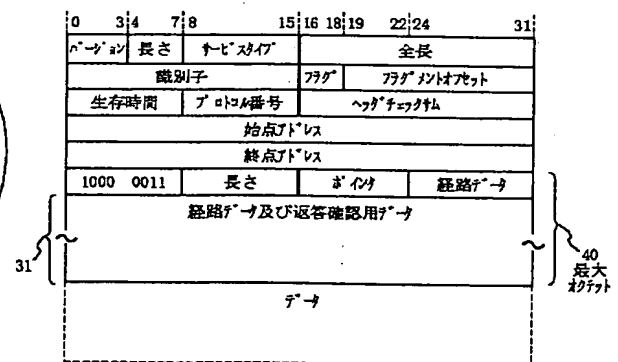 0 3 4 7 8 15 16 18 19 22 24 31
バージョン 長さ サービスタイプ 全長
識別子 フラグ フラグメントオフセット
生存時間 プロトコル番号 ヘッダチェックサム
始点アドレス
終点アドレス
1000 0011 長さ ポインタ 経路データ
経路データ及び返答確認用データ
31
40
最大
オクテット
データ